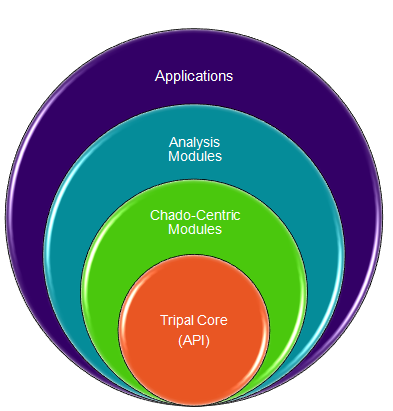 Applications
Analysis
Modules
Chado-Centric
Modules
Tripal Core
(API)